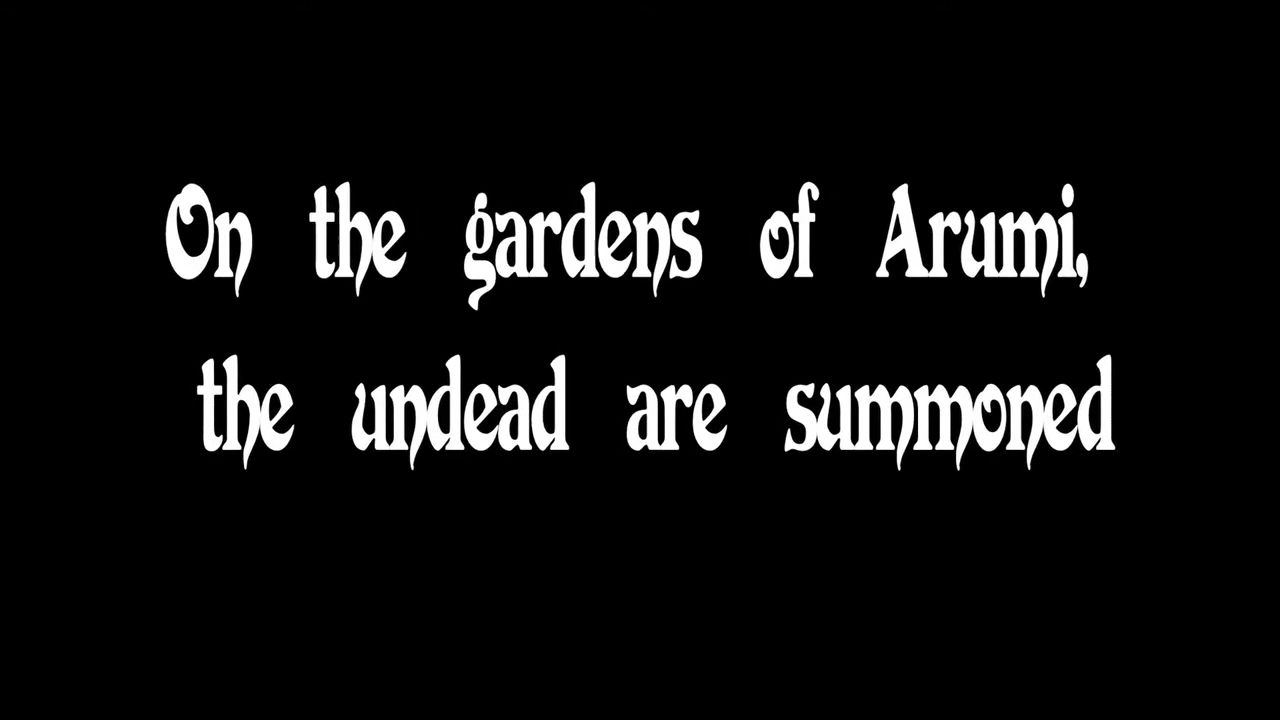 On the gardens of Arumi,
the undead are summoned